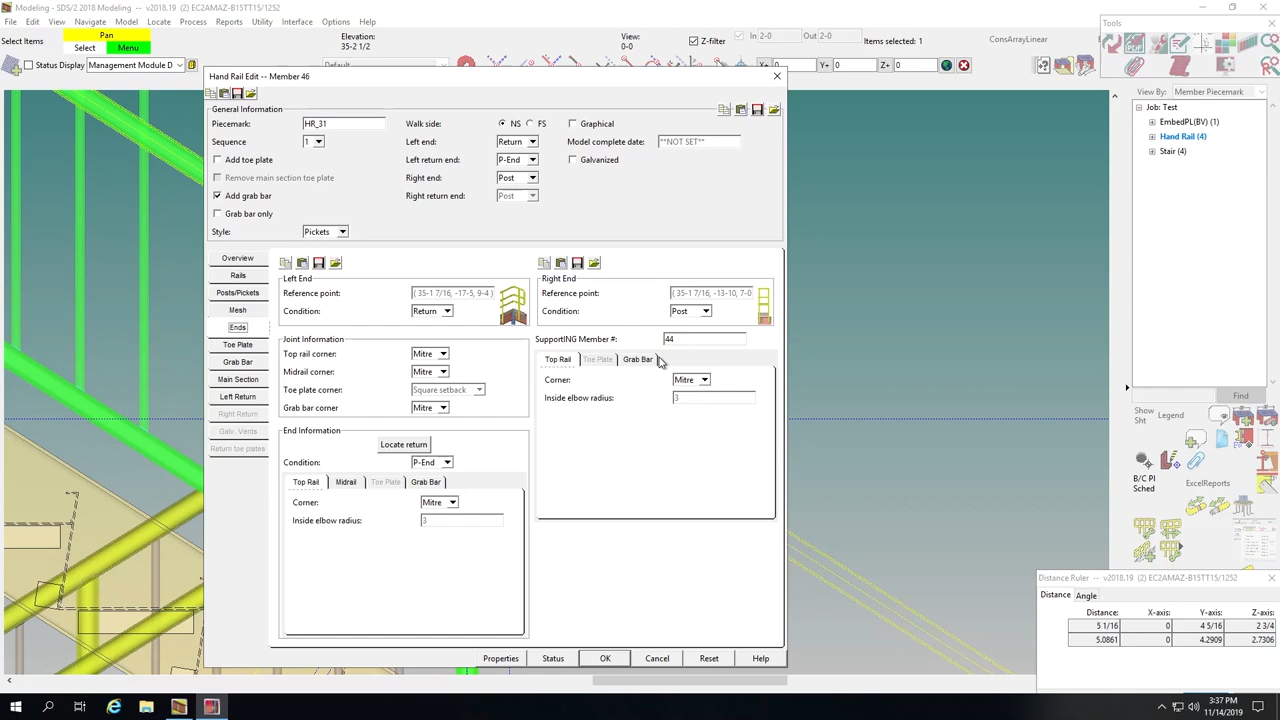 Modeling - SDS/2 2018 Modeling -- v2018.19 (2) EC2AMAZ-B15TT15/1252
File Edit View Navigate Model Locate Process Reports Utility Interface Options Help
Select Items
Pan
Select Menu
Elevation:
35-2 1/2
View:
0-0
Z-filter
In 2-0 Out 2-0
Items selected: 1
ConsArrayLinear
Status Display
Management Module D
Default
X+ 0 Y+ 0 Z+ 0
Tools
View By: Member Piecemark
Job: Test
EmbedPL(BV) (1)
Hand Rail (4)
Stair (4)
Find
Show
Sht
Legend
B/C Pl
Sched
ExcelReports
Hand Rail Edit -- Member 46
General Information
Piecemark: HR_31
Walk side: NS FS
Graphical
Sequence 1
Left end: Return
Model complete date: **NOT SET**
Add toe plate
Left return end: P-End
Galvanized
Remove main section toe plate
Right end: Post
Add grab bar
Right return end: Post
Grab bar only
Style: Pickets
Overview
Rails
Posts/Pickets
Mesh
Ends
Toe Plate
Grab Bar
Main Section
Left Return
Right Return
Galv. Vents
Return toe plates
Left End
Reference point: ( 35-1 7/16, -17-5, 9-4 )
Condition: Return
Joint Information
Top rail corner: Mitre
Midrail corner: Mitre
Toe plate corner: Square setback
Grab bar corner Mitre
End Information
Locate return
Condition: P-End
Top Rail Midrail Toe Plate Grab Bar
Corner: Mitre
Inside elbow radius: 3
Right End
Reference point: ( 35-1 7/16, -13-10, 7-0
Condition: Post
SupportING Member #: 44
Top Rail Toe Plate Grab Bar
Corner: Mitre
Inside elbow radius: 3
Properties Status OK Cancel Reset Help
Distance Ruler -- v2018.19 (2) EC2AMAZ-B15TT15/1252
Distance Angle
Distance: X-axis: Y-axis: Z-axis:
5 1/16 0 4 5/16 2 3/4
5.0861 0 4.2909 2.7306
3:37 PM
11/14/2019